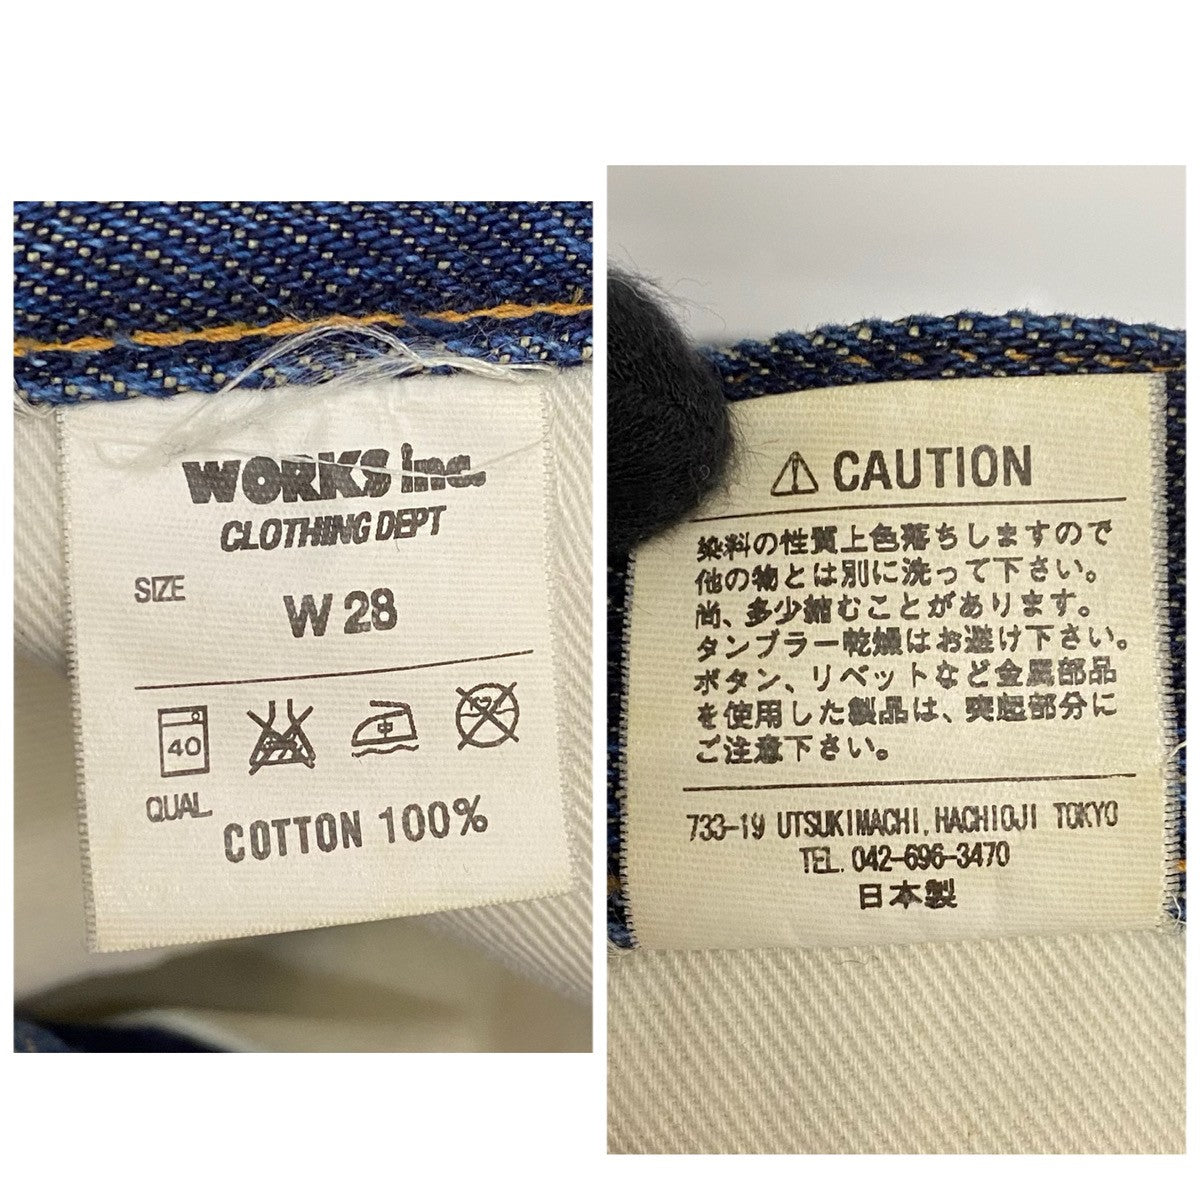 WORKS inc.
CLOTHING DEPT
SIZE
W 28
40
中
QUAL
COTTON 100%
⚠ CAUTION
染料の性質上色落ちしますので
他の物とは別に洗って下さい。
尚、多少縮むことがあります。
タンブラー乾燥はお避け下さい。
ボタン、リベットなど金属部品
を使用した製品は、突起部分に
ご注意下さい。
733-19 UTSUKIMACHI, HACHIOJI TOKYO
TEL. 042-696-3470
日本製